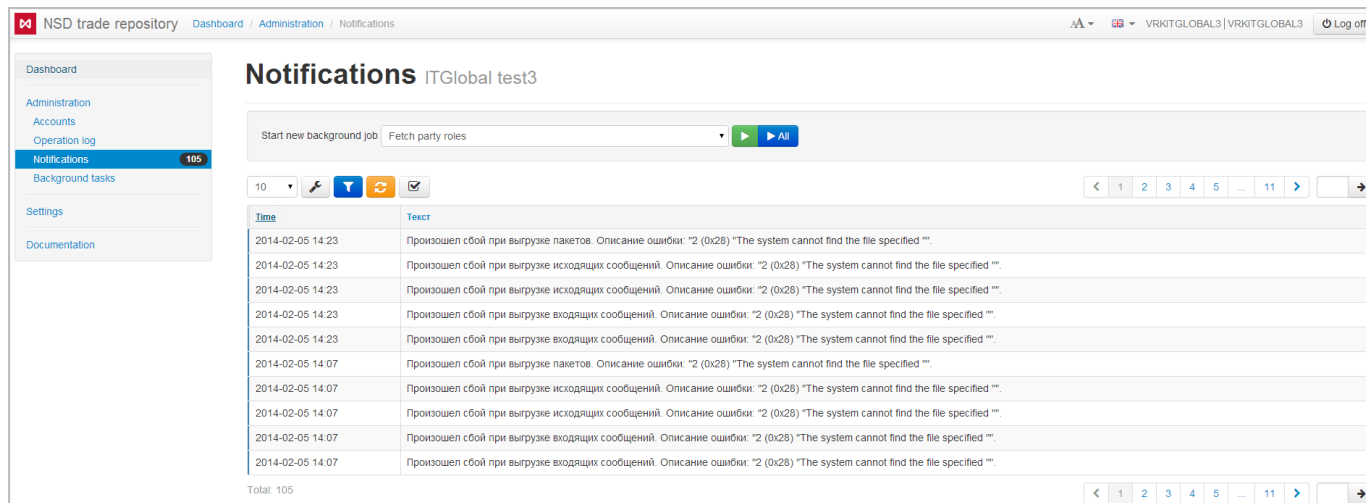 NSD trade repository Dashboard / Administration / Notifications AA VRKITGLOBAL3 | VRKITGLOBAL3 Log off
Dashboard
Administration
Accounts
Operation log
Notifications 105
Background tasks
Settings
Documentation
Notifications ITGlobal test3
Start new background job Fetch party roles All
10 1 2 3 4 5 ... 11
Time Текст
2014-02-05 14:23 Произошел сбой при выгрузке пакетов. Описание ошибки: "2 (0x28) "The system cannot find the file specified "".
2014-02-05 14:23 Произошел сбой при выгрузке исходящих сообщений. Описание ошибки: "2 (0x28) "The system cannot find the file specified "".
2014-02-05 14:23 Произошел сбой при выгрузке исходящих сообщений. Описание ошибки: "2 (0x28) "The system cannot find the file specified "".
2014-02-05 14:23 Произошел сбой при выгрузке входящих сообщений. Описание ошибки: "2 (0x28) "The system cannot find the file specified "".
2014-02-05 14:23 Произошел сбой при выгрузке входящих сообщений. Описание ошибки: "2 (0x28) "The system cannot find the file specified "".
2014-02-05 14:07 Произошел сбой при выгрузке пакетов. Описание ошибки: "2 (0x28) "The system cannot find the file specified "".
2014-02-05 14:07 Произошел сбой при выгрузке исходящих сообщений. Описание ошибки: "2 (0x28) "The system cannot find the file specified "".
2014-02-05 14:07 Произошел сбой при выгрузке исходящих сообщений. Описание ошибки: "2 (0x28) "The system cannot find the file specified "".
2014-02-05 14:07 Произошел сбой при выгрузке входящих сообщений. Описание ошибки: "2 (0x28) "The system cannot find the file specified "".
2014-02-05 14:07 Произошел сбой при выгрузке входящих сообщений. Описание ошибки: "2 (0x28) "The system cannot find the file specified "".
Total: 105 1 2 3 4 5 ... 11